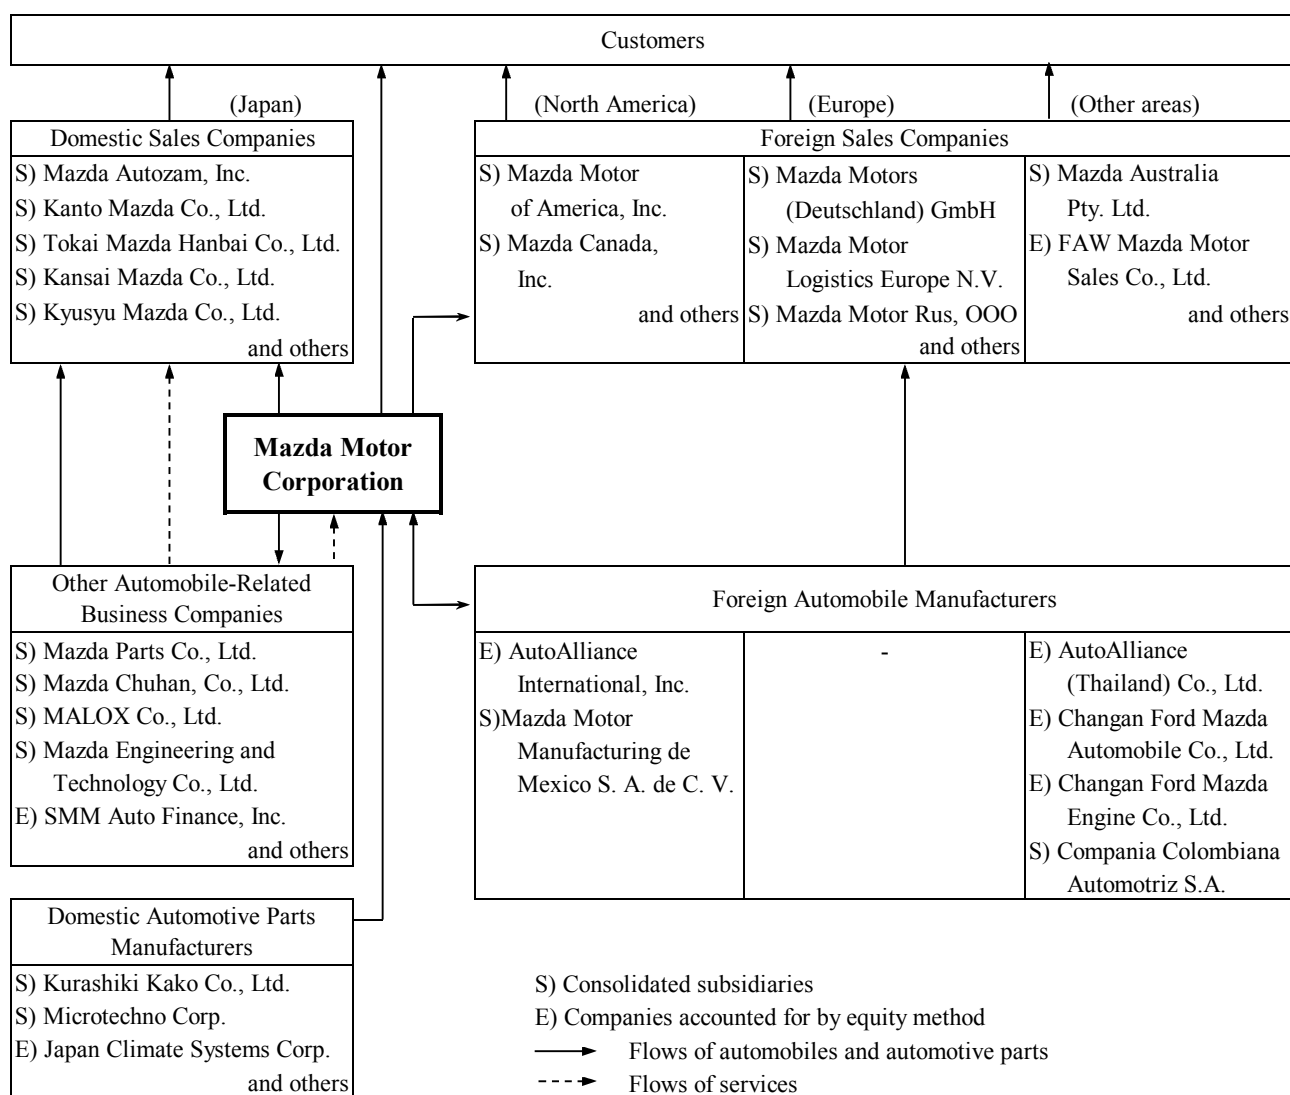 Customers
(Japan)
(North America)
(Europe)
(Other areas)
Domestic Sales Companies
S) Mazda Autozam, Inc.
S) Kanto Mazda Co., Ltd.
S) Tokai Mazda Hanbai Co., Ltd.
S) Kansai Mazda Co., Ltd.
S) Kyusyu Mazda Co., Ltd.
and others
Foreign Sales Companies
S) Mazda Motor
of America, Inc.
S) Mazda Canada,
Inc.
and others
S) Mazda Motors
(Deutschland) GmbH
S) Mazda Motor
Logistics Europe N.V.
S) Mazda Motor Rus, OOO
and others
S) Mazda Australia
Pty. Ltd.
E) FAW Mazda Motor
Sales Co., Ltd.
and others
Mazda Motor
Corporation
Other Automobile-Related
Business Companies
S) Mazda Parts Co., Ltd.
S) Mazda Chuhan, Co., Ltd.
S) MALOX Co., Ltd.
S) Mazda Engineering and
Technology Co., Ltd.
E) SMM Auto Finance, Inc.
and others
Foreign Automobile Manufacturers
E) AutoAlliance
International, Inc.
S)Mazda Motor
Manufacturing de
Mexico S. A. de C. V.
-
E) AutoAlliance
(Thailand) Co., Ltd.
E) Changan Ford Mazda
Automobile Co., Ltd.
E) Changan Ford Mazda
Engine Co., Ltd.
S) Compania Colombiana
Automotriz S.A.
Domestic Automotive Parts
Manufacturers
S) Kurashiki Kako Co., Ltd.
S) Microtechno Corp.
E) Japan Climate Systems Corp.
and others
S) Consolidated subsidiaries
E) Companies accounted for by equity method
Flows of automobiles and automotive parts
Flows of services